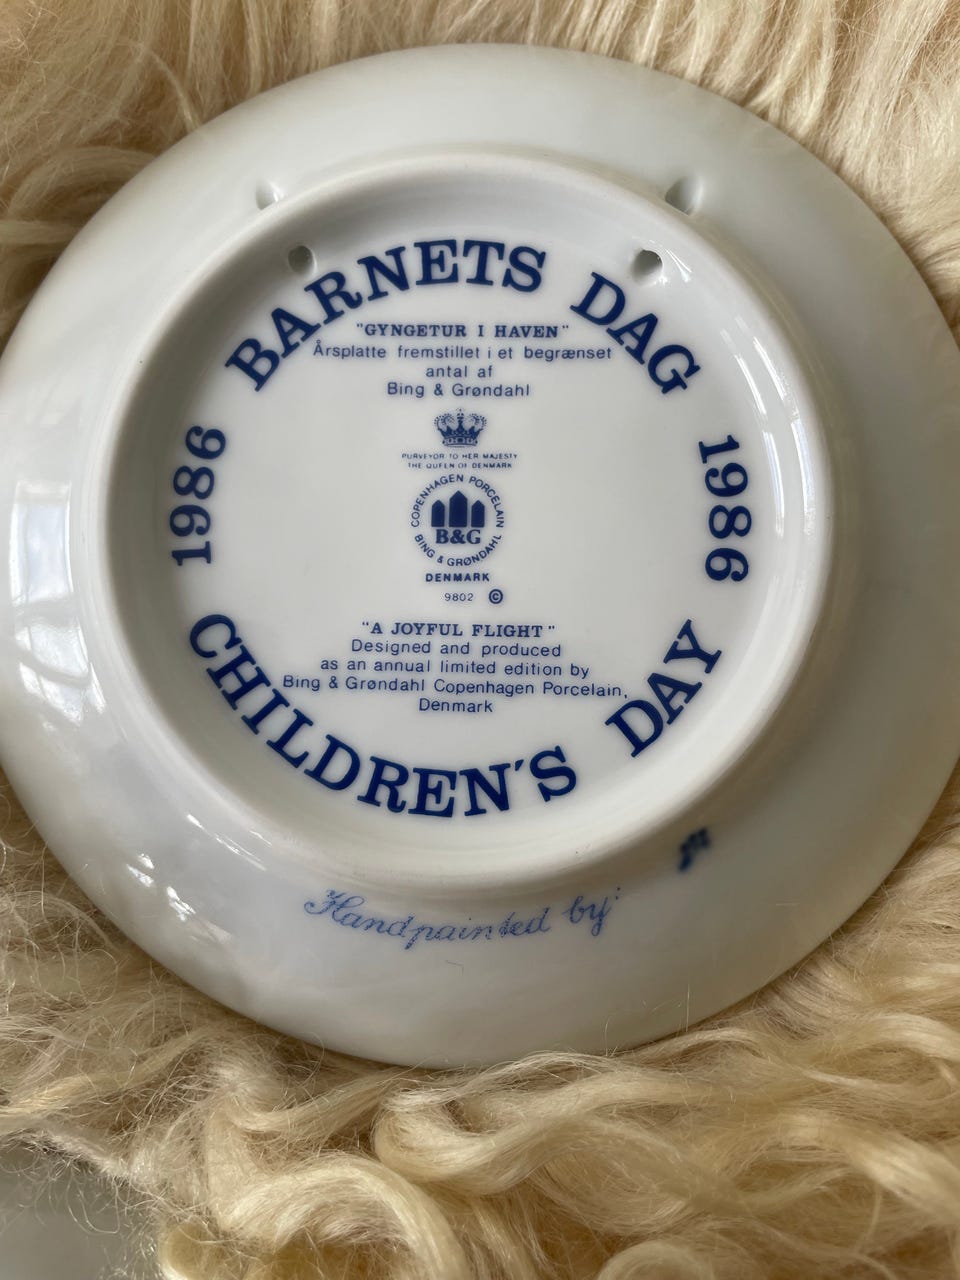 BARNETS DAG
1986
1986
"GYNGETUR I HAVEN"
Årsplatte fremstillet i et begrænset
antal af
Bing & Grøndahl
PURVEYOR TO HER MAJESTY
THE QUEEN OF DENMARK
COPENHAGEN PORCELAIN
B&G
BING & GRØNDAHL
DENMARK
9802 ©
"A JOYFUL FLIGHT"
Designed and produced
as an annual limited edition by
Bing & Grøndahl Copenhagen Porcelain,
Denmark
CHILDREN'S DAY
Handpainted by